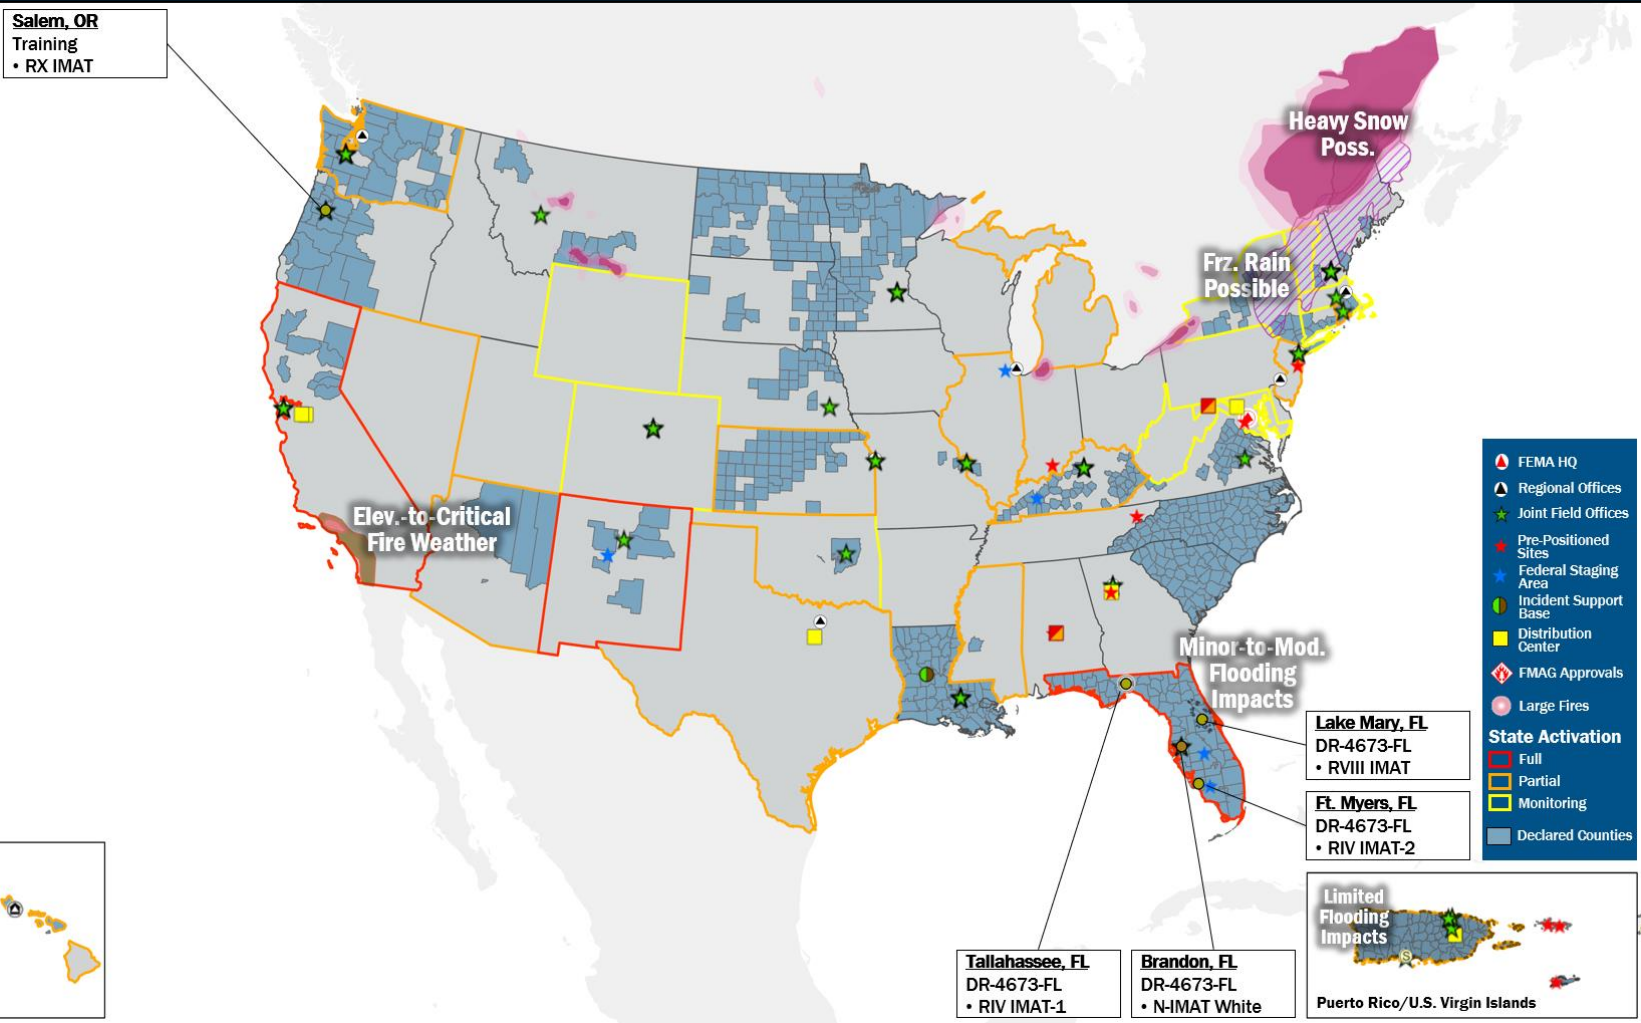 Salem, OR
Training
• RX IMAT
Heavy Snow
Poss.
Frz. Rain
Possible
Elev.-to-Critical
Fire Weather
Minor-to-Mod.
Flooding
Impacts
FEMA HQ
Regional Offices
Joint Field Offices
Pre-Positioned
Sites
Federal Staging
Area
Incident Support
Base
Distribution
Center
FMAG Approvals
Large Fires
State Activation
Full
Partial
Monitoring
Declared Counties
Lake Mary, FL
DR-4673-FL
• RVIII IMAT
Ft. Myers, FL
DR-4673-FL
• RIV IMAT-2
Tallahassee, FL
DR-4673-FL
• RIV IMAT-1
Brandon, FL
DR-4673-FL
• N-IMAT White
Limited
Flooding
Impacts
S
Puerto Rico/U.S. Virgin Islands